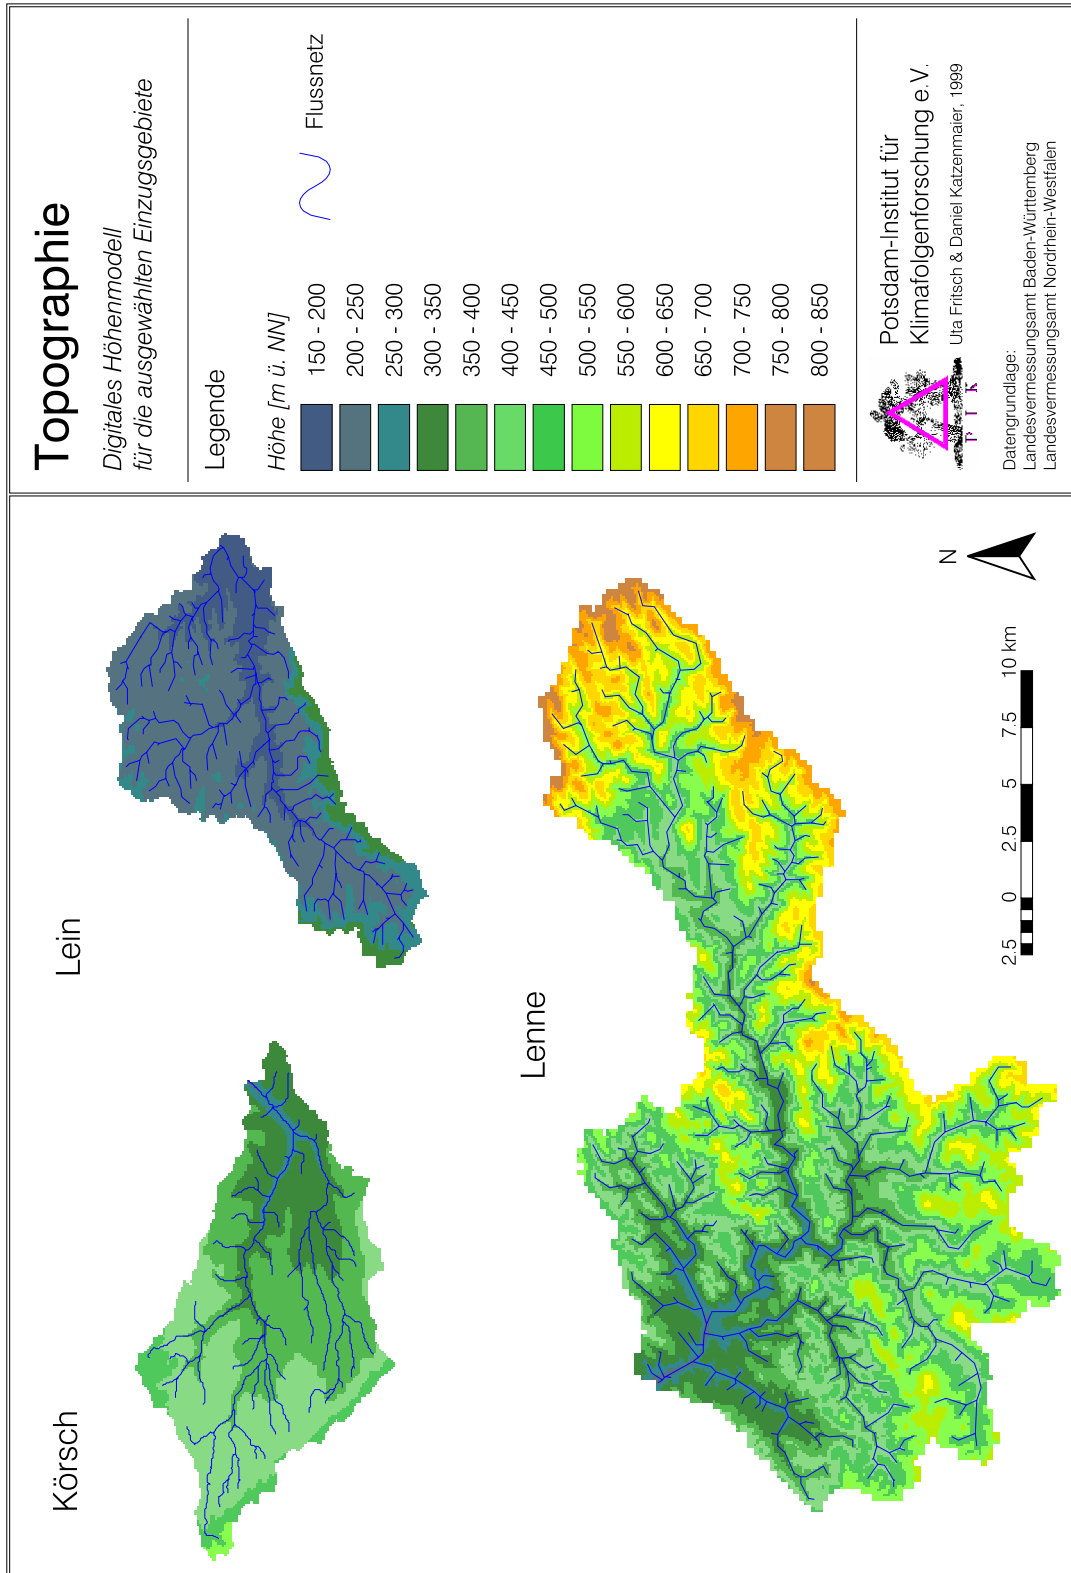 Topographie
Digitales Höhenmodell
für die ausgewählten Einzugsgebiete
Legende
Höhe [m ü. NN]
150 - 200
200 - 250
250 - 300
300 - 350
350 - 400
400 - 450
450 - 500
500 - 550
550 - 600
600 - 650
650 - 700
700 - 750
750 - 800
800 - 850
Flussnetz
P I K
Potsdam-Institut für
Klimafolgenforschung e.V.
Uta Fritsch & Daniel Katzenmaier, 1999
Datengrundlage:
Landesvermessungsamt Baden-Württemberg
Landesvermessungsamt Nordrhein-Westfalen
Körsch
Lein
Lenne
N
2.5 0 2.5 5 7.5 10 km